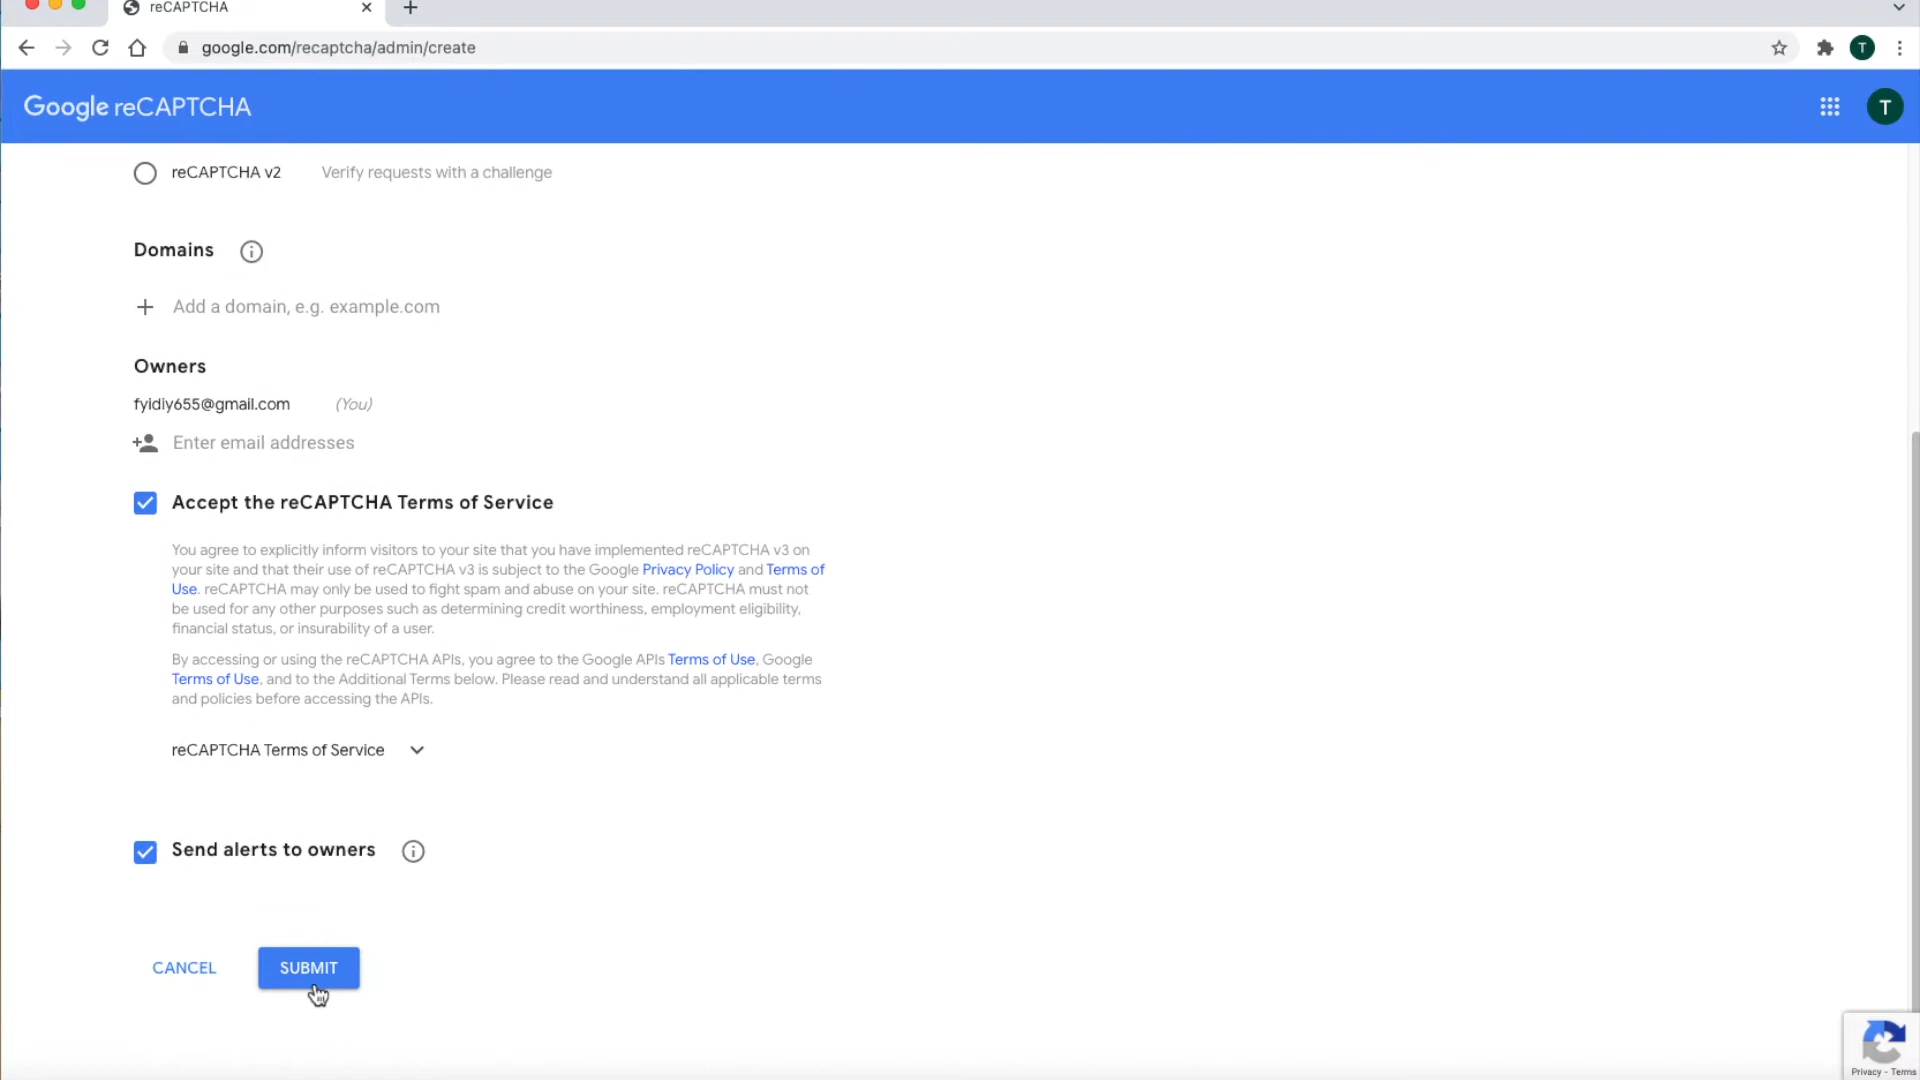 reCAPTCHA
google.com/recaptcha/admin/create
T
Google reCAPTCHA
T
reCAPTCHA v2 Verify requests with a challenge
Domains
Add a domain, e.g. example.com
Owners
fyidiy655@gmail.com (You)
Enter email addresses
Accept the reCAPTCHA Terms of Service
You agree to explicitly inform visitors to your site that you have implemented reCAPTCHA v3 on
your site and that their use of reCAPTCHA v3 is subject to the Google Privacy Policy and Terms of
Use. reCAPTCHA may only be used to fight spam and abuse on your site. reCAPTCHA must not
be used for any other purposes such as determining credit worthiness, employment eligibility,
financial status, or insurability of a user.
By accessing or using the reCAPTCHA APIs, you agree to the Google APIs Terms of Use, Google
Terms of Use, and to the Additional Terms below. Please read and understand all applicable terms
and policies before accessing the APIs.
reCAPTCHA Terms of Service
Send alerts to owners
CANCEL SUBMIT
Privacy - Terms